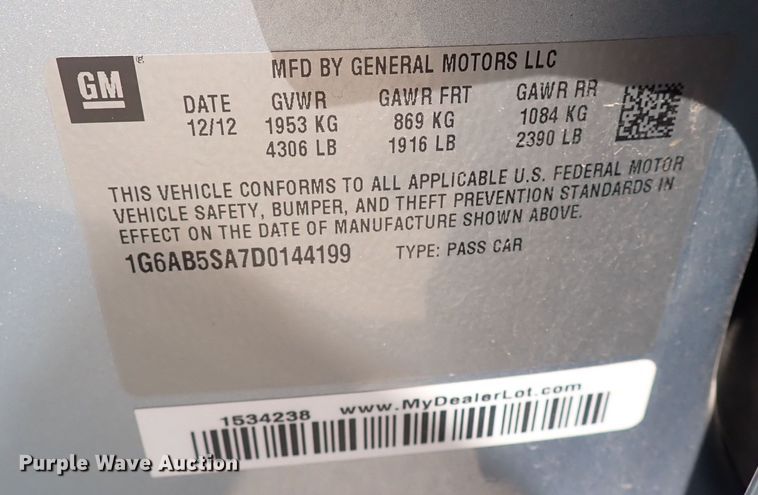 GM
MFD BY GENERAL MOTORS LLC
DATE GVWR GAWR FRT GAWR RR
12/12 1953 KG 869 KG 1084 KG
4306 LB 1916 LB 2390 LB
THIS VEHICLE CONFORMS TO ALL APPLICABLE U.S. FEDERAL MOTOR
VEHICLE SAFETY, BUMPER, AND THEFT PREVENTION STANDARDS IN
EFFECT ON THE DATE OF MANUFACTURE SHOWN ABOVE.
1G6AB5SA7D0144199 TYPE: PASS CAR
1534238 www.MyDealerLot.com
Purple Wave Auction